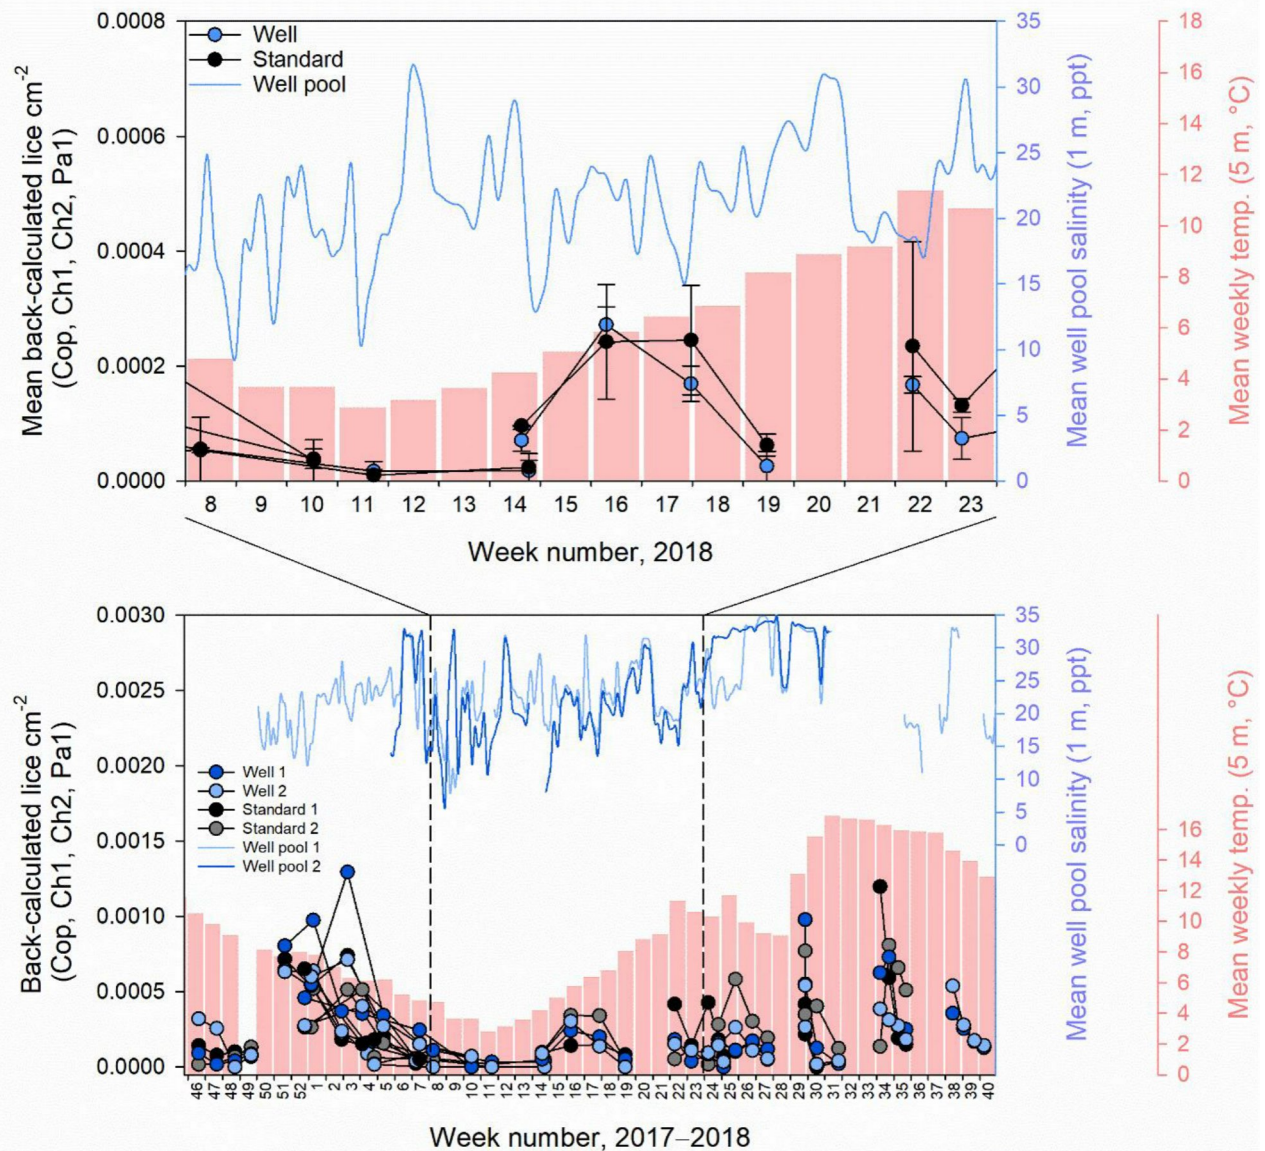 0.0008
0.0006
0.0004
0.0002
0.0000
Mean back-calculated lice cm-2
(Cop, Ch1, Ch2, Pa1)
Well
Standard
Well pool
35
30
25
20
15
10
5
0
Mean well pool salinity (1 m, ppt)
18
16
14
12
10
8
6
4
2
0
Mean weekly temp. (5 m, °C)
8 9 10 11 12 13 14 15 16 17 18 19 20 21 22 23
Week number, 2018
0.0030
0.0025
0.0020
0.0015
0.0010
0.0005
0.0000
Back-calculated lice cm-2
(Cop, Ch1, Ch2, Pa1)
Well 1
Well 2
Standard 1
Standard 2
Well pool 1
Well pool 2
35
30
25
20
15
10
5
0
Mean well pool salinity (1 m, ppt)
16
14
12
10
8
6
4
2
0
Mean weekly temp. (5 m, °C)
46 47 48 49 50 51 52 1 2 3 4 5 6 7 8 9 10 11 12 13 14 15 16 17 18 19 20 21 22 23 24 25 26 27 28 29 30 31 32 33 34 35 36 37 38 39 40
Week number, 2017–2018